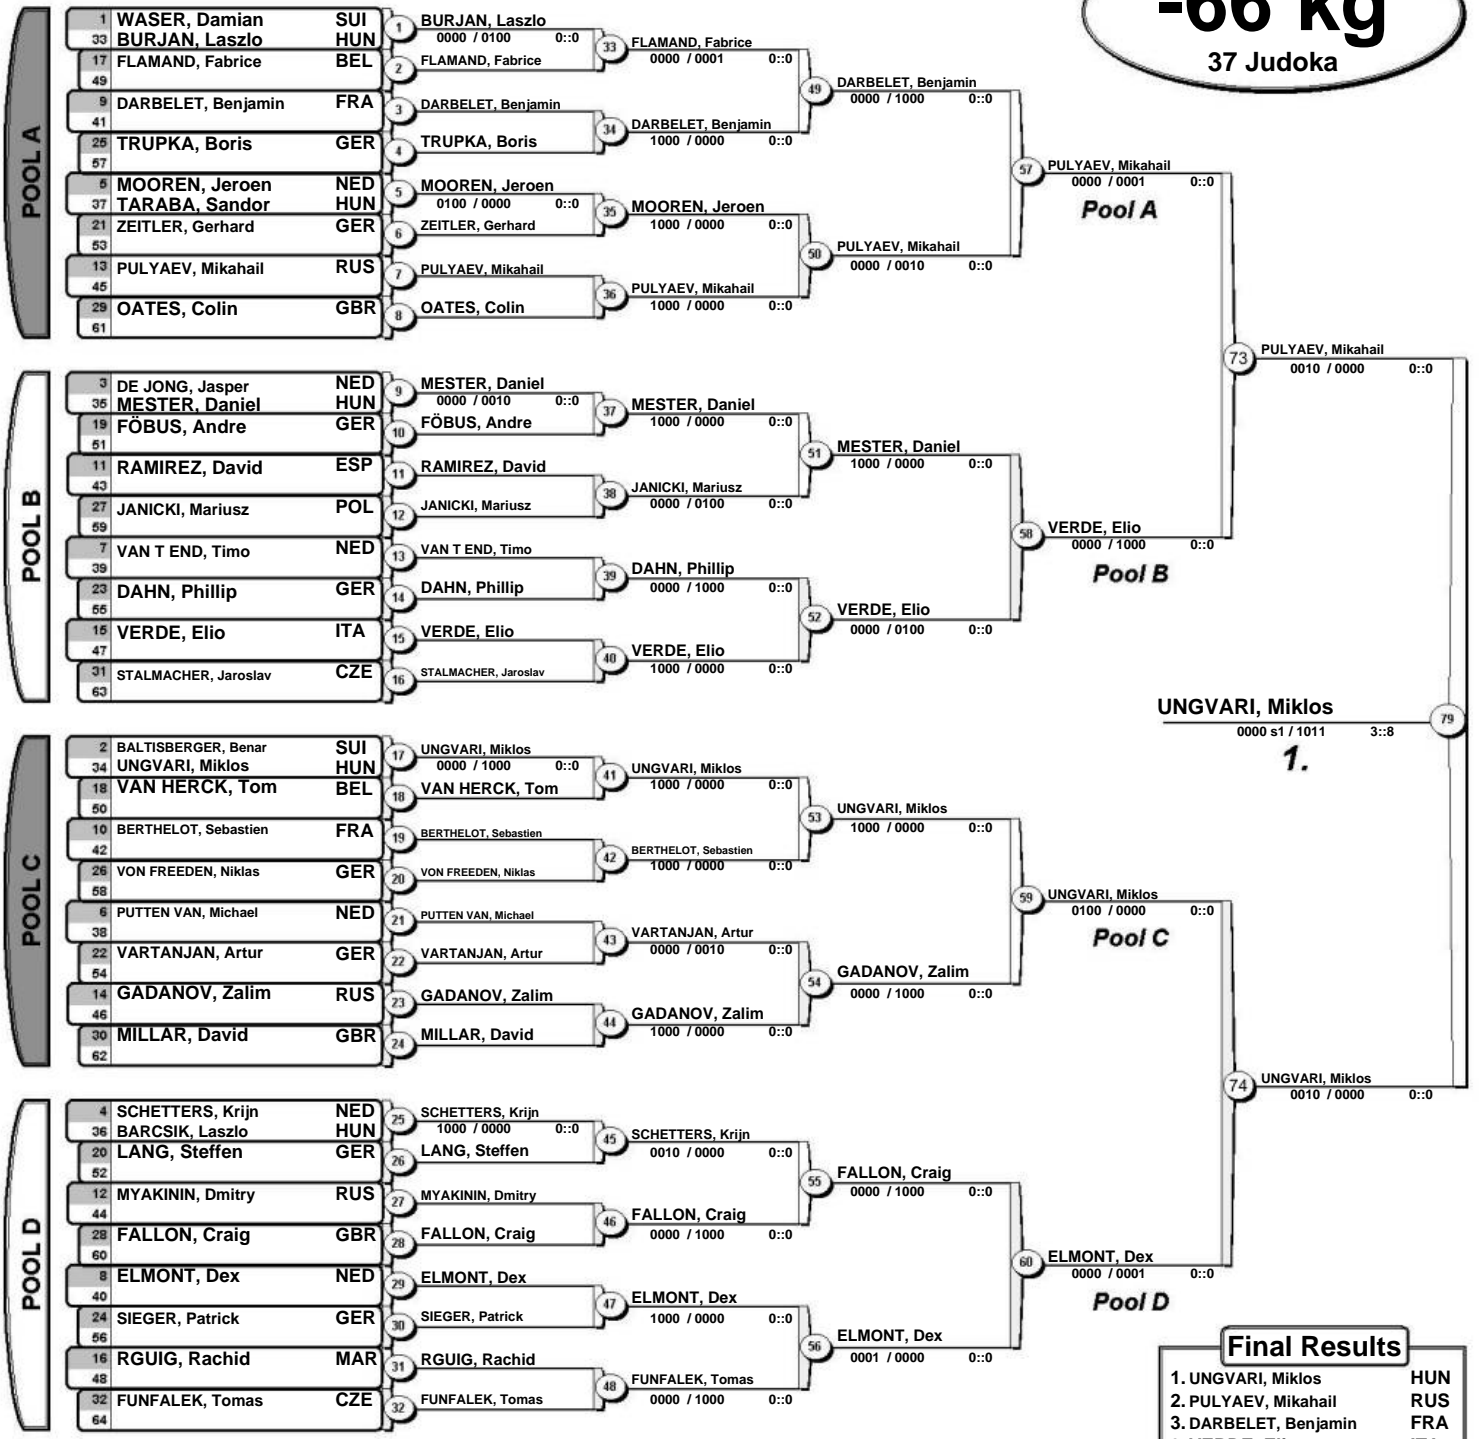 -66 kg
37 Judoka
POOL A
1 WASER, Damian SUI
33 BURJAN, Laszlo HUN
17 FLAMAND, Fabrice BEL
49
9 DARBELET, Benjamin FRA
41
25 TRUPKA, Boris GER
57
5 MOOREN, Jeroen NED
37 TARABA, Sandor HUN
21 ZEITLER, Gerhard GER
53
13 PULYAEV, Mikahail RUS
45
29 OATES, Colin GBR
61
1 BURJAN, Laszlo
0000 / 0100 0::0
2 FLAMAND, Fabrice
3 DARBELET, Benjamin
4 TRUPKA, Boris
5 MOOREN, Jeroen
0100 / 0000 0::0
6 ZEITLER, Gerhard
7 PULYAEV, Mikahail
8 OATES, Colin
33 FLAMAND, Fabrice
0000 / 0001 0::0
34 DARBELET, Benjamin
1000 / 0000 0::0
35 MOOREN, Jeroen
1000 / 0000 0::0
36 PULYAEV, Mikahail
1000 / 0000 0::0
49 DARBELET, Benjamin
0000 / 1000 0::0
50 PULYAEV, Mikahail
0000 / 0010 0::0
57 PULYAEV, Mikahail
0000 / 0001 0::0
Pool A
POOL B
3 DE JONG, Jasper NED
35 MESTER, Daniel HUN
19 FÖBUS, Andre GER
51
11 RAMIREZ, David ESP
43
27 JANICKI, Mariusz POL
59
7 VAN T END, Timo NED
39
23 DAHN, Phillip GER
55
15 VERDE, Elio ITA
47
31 STALMACHER, Jaroslav CZE
63
9 MESTER, Daniel
0000 / 0010 0::0
10 FÖBUS, Andre
11 RAMIREZ, David
12 JANICKI, Mariusz
13 VAN T END, Timo
14 DAHN, Phillip
15 VERDE, Elio
16 STALMACHER, Jaroslav
37 MESTER, Daniel
1000 / 0000 0::0
38 JANICKI, Mariusz
0000 / 0100 0::0
39 DAHN, Phillip
0000 / 1000 0::0
40 VERDE, Elio
1000 / 0000 0::0
51 MESTER, Daniel
1000 / 0000 0::0
52 VERDE, Elio
0000 / 0100 0::0
58 VERDE, Elio
0000 / 1000 0::0
Pool B
73 PULYAEV, Mikahail
0010 / 0000 0::0
UNGVARI, Miklos 79
0000 s1 / 1011 3::8
1.
POOL C
2 BALTISBERGER, Benar SUI
34 UNGVARI, Miklos HUN
18 VAN HERCK, Tom BEL
50
10 BERTHELOT, Sebastien FRA
42
26 VON FREEDEN, Niklas GER
58
6 PUTTEN VAN, Michael NED
38
22 VARTANJAN, Artur GER
54
14 GADANOV, Zalim RUS
46
30 MILLAR, David GBR
62
17 UNGVARI, Miklos
0000 / 1000 0::0
18 VAN HERCK, Tom
19 BERTHELOT, Sebastien
20 VON FREEDEN, Niklas
21 PUTTEN VAN, Michael
22 VARTANJAN, Artur
23 GADANOV, Zalim
24 MILLAR, David
41 UNGVARI, Miklos
1000 / 0000 0::0
42 BERTHELOT, Sebastien
1000 / 0000 0::0
43 VARTANJAN, Artur
0000 / 0010 0::0
44 GADANOV, Zalim
1000 / 0000 0::0
53 UNGVARI, Miklos
1000 / 0000 0::0
54 GADANOV, Zalim
0000 / 1000 0::0
59 UNGVARI, Miklos
0100 / 0000 0::0
Pool C
POOL D
4 SCHETTERS, Krijn NED
36 BARCSIK, Laszlo HUN
20 LANG, Steffen GER
52
12 MYAKININ, Dmitry RUS
44
28 FALLON, Craig GBR
60
8 ELMONT, Dex NED
40
24 SIEGER, Patrick GER
56
16 RGUIG, Rachid MAR
48
32 FUNFALEK, Tomas CZE
64
25 SCHETTERS, Krijn
1000 / 0000 0::0
26 LANG, Steffen
27 MYAKININ, Dmitry
28 FALLON, Craig
29 ELMONT, Dex
30 SIEGER, Patrick
31 RGUIG, Rachid
32 FUNFALEK, Tomas
45 SCHETTERS, Krijn
0010 / 0000 0::0
46 FALLON, Craig
0000 / 1000 0::0
47 ELMONT, Dex
1000 / 0000 0::0
48 FUNFALEK, Tomas
0000 / 1000 0::0
55 FALLON, Craig
0000 / 1000 0::0
56 ELMONT, Dex
0001 / 0000 0::0
60 ELMONT, Dex
0000 / 0001 0::0
Pool D
74 UNGVARI, Miklos
0010 / 0000 0::0
Final Results
1. UNGVARI, Miklos HUN
2. PULYAEV, Mikahail RUS
3. DARBELET, Benjamin FRA